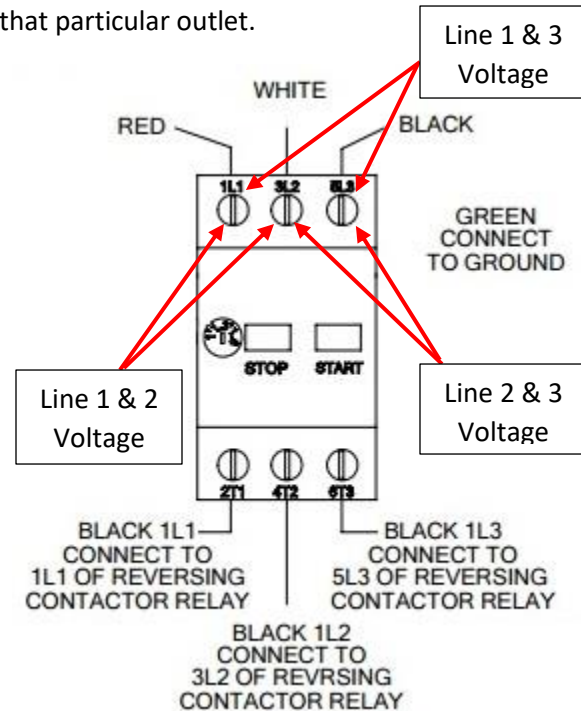 that particular outlet.
Line 1 & 3
Voltage
WHITE
RED
BLACK
1L1
3L2
5L3
GREEN
CONNECT
TO GROUND
STOP
START
Line 1 & 2
Voltage
Line 2 & 3
Voltage
2T1
4T2
6T3
BLACK 1L1
CONNECT TO
1L1 OF REVERSING
CONTACTOR RELAY
BLACK 1L3
CONNECT TO
5L3 OF REVERSING
CONTACTOR RELAY
BLACK 1L2
CONNECT TO
3L2 OF REVRSING
CONTACTOR RELAY